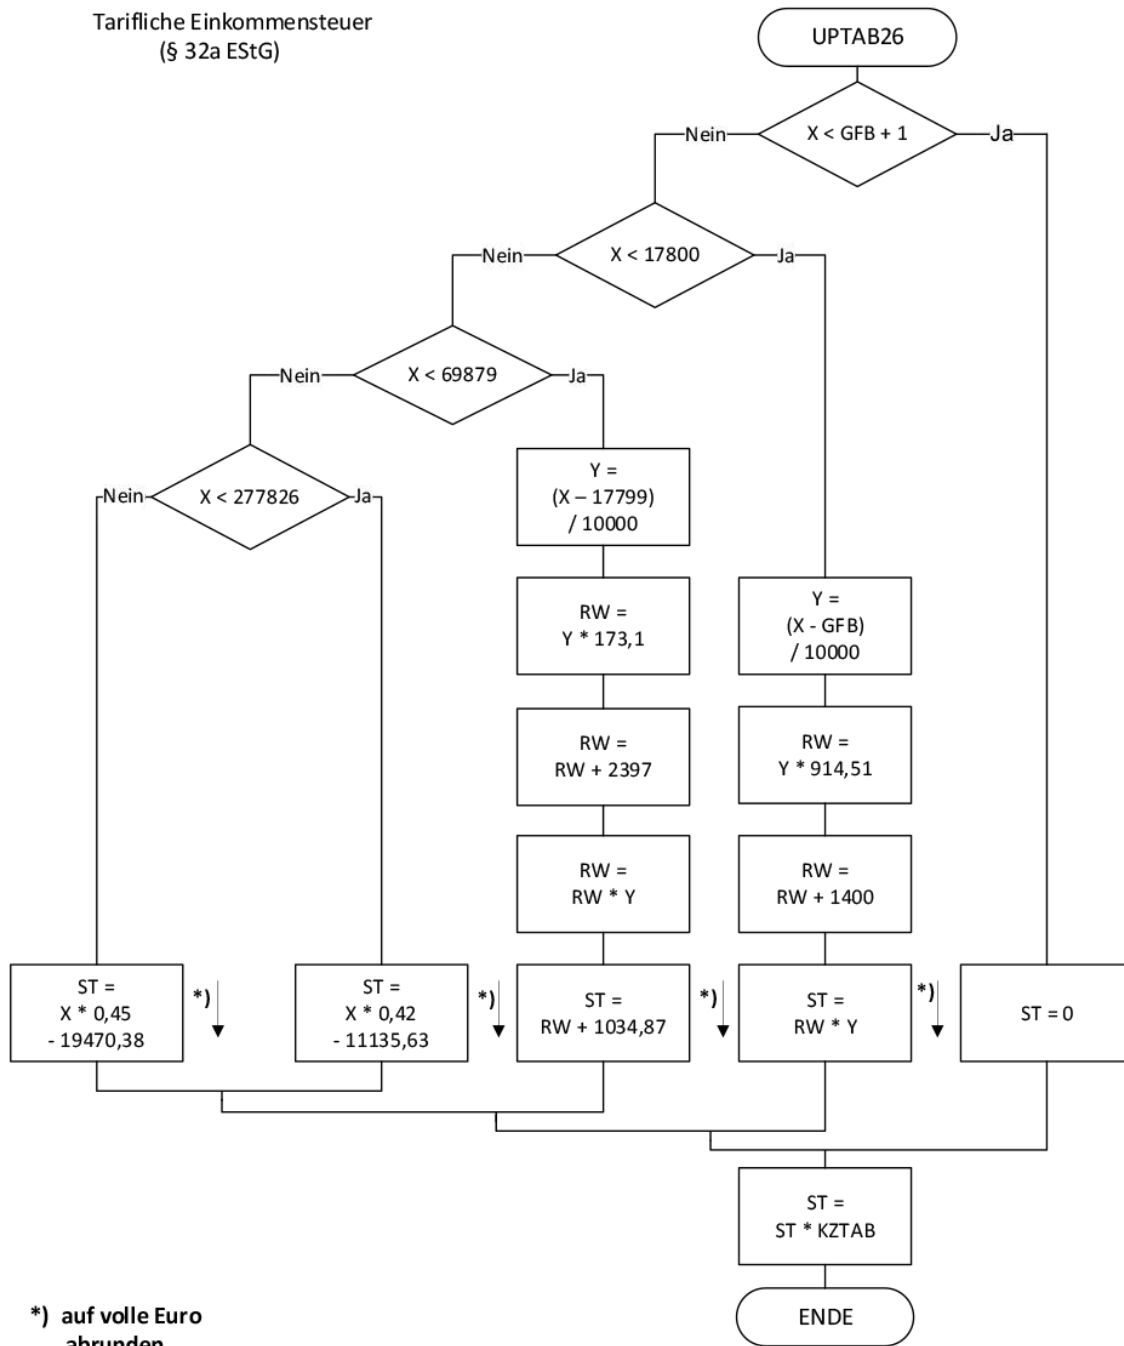 Tarifliche Einkommensteuer
(§ 32a EStG)
UPTAB26
X < GFB + 1
Nein
Ja
X < 17800
Nein
Ja
X < 69879
Nein
Ja
X < 277826
Nein
Ja
Y =
(X – 17799)
/ 10000
RW =
Y * 173,1
RW =
RW + 2397
RW =
RW * Y
Y =
(X - GFB)
/ 10000
RW =
Y * 914,51
RW =
RW + 1400
ST =
X * 0,45
- 19470,38
*)
ST =
X * 0,42
- 11135,63
*)
ST =
RW + 1034,87
*)
ST =
RW * Y
*)
ST = 0
ST =
ST * KZTAB
ENDE
*) auf volle Euro
abrunden